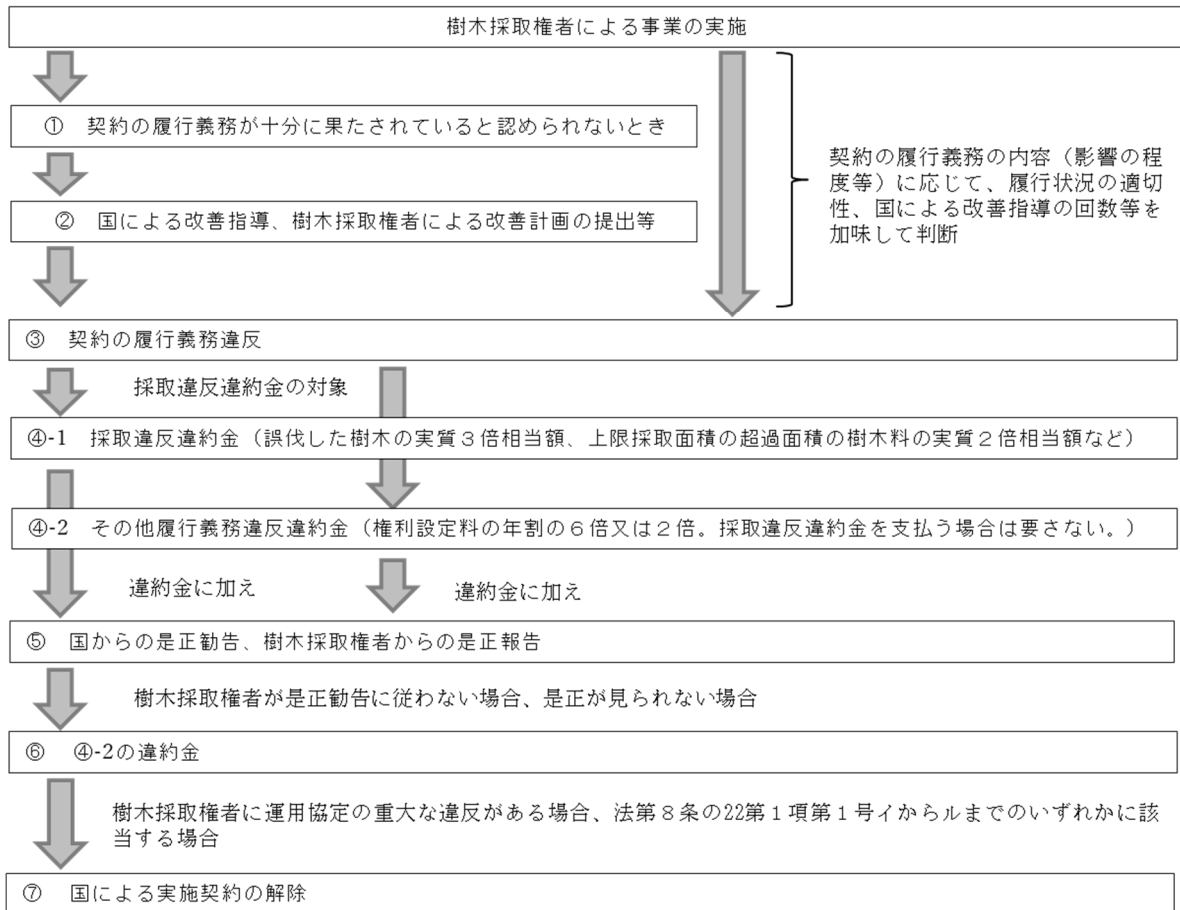 樹木採取権者による事業の実施
① 契約の履行義務が十分に果たされていると認められないとき
② 国による改善指導、樹木採取権者による改善計画の提出等
契約の履行義務の内容（影響の程
度等）に応じて、履行状況の適切
性、国による改善指導の回数等を
加味して判断
③ 契約の履行義務違反
採取違反違約金の対象
④-1 採取違反違約金（誤伐した樹木の実質３倍相当額、上限採取面積の超過面積の樹木料の実質２倍相当額など）
④-2 その他履行義務違反違約金（権利設定料の年割の６倍又は２倍。採取違反違約金を支払う場合は要さない。）
違約金に加え
違約金に加え
⑤ 国からの是正勧告、樹木採取権者からの是正報告
樹木採取権者が是正勧告に従わない場合、是正が見られない場合
⑥ ④-2の違約金
樹木採取権者に運用協定の重大な違反がある場合、法第８条の22第１項第１号イからルまでのいずれかに該
当する場合
⑦ 国による実施契約の解除